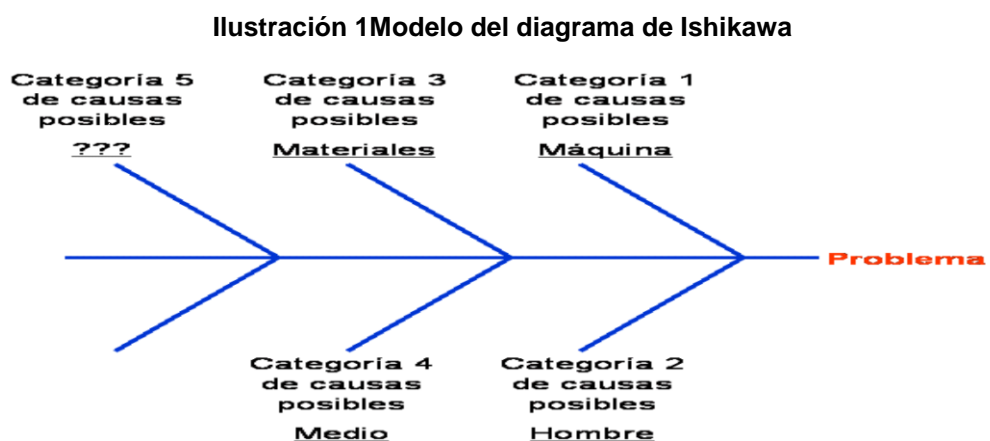 Ilustración 1Modelo del diagrama de Ishikawa
Categoría 5
de causas
posibles
???
Categoría 3
de causas
posibles
Materiales
Categoría 1
de causas
posibles
Máquina
Problema
Categoría 4
de causas
posibles
Medio
Categoría 2
de causas
posibles
Hombre